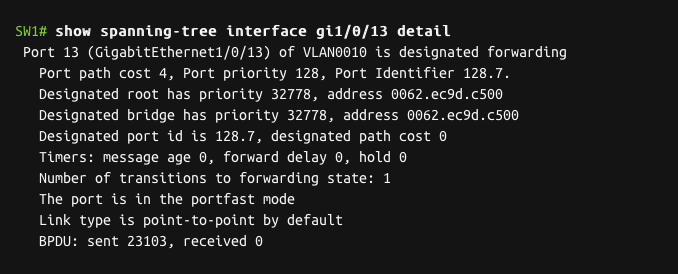 SW1# show spanning-tree interface gi1/0/13 detail
Port 13 (GigabitEthernet1/0/13) of VLAN0010 is designated forwarding
Port path cost 4, Port priority 128, Port Identifier 128.7.
Designated root has priority 32778, address 0062.ec9d.c500
Designated bridge has priority 32778, address 0062.ec9d.c500
Designated port id is 128.7, designated path cost 0
Timers: message age 0, forward delay 0, hold 0
Number of transitions to forwarding state: 1
The port is in the portfast mode
Link type is point-to-point by default
BPDU: sent 23103, received 0